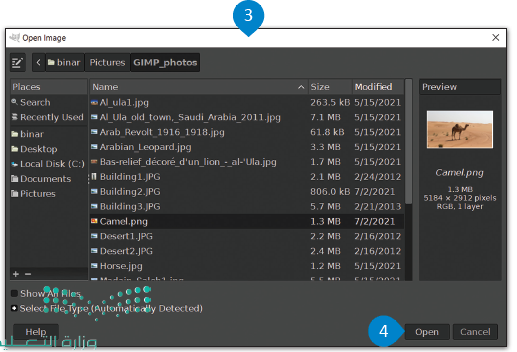 3
Open Image
binar Pictures GIMP_photos
Places Name Size Modified Preview
Search Al_ula1.jpg 263.5 kB 5/15/2021
Recently Used Al_Ula_old_town,_Saudi_Arabia_2011.jpg 7.1 MB 5/15/2021
binar Arab_Revolt_1916_1918.jpg 61.8 kB 5/15/2021
Desktop Arabian_Leopard.jpg 3.3 MB 5/15/2021
Local Disk (C:) Bas-relief_décoré_d'un_lion_-_al-'Ula.jpg 1.7 MB 5/15/2021
Documents Building1.JPG 2.1 MB 2/24/2012
Pictures Building2.JPG 806.0 kB 7/2/2021
Building3.JPG 5.7 MB 2/21/2013
Camel.png 1.3 MB 7/2/2021
Desert1.JPG 2.2 MB 2/16/2012
Desert2.JPG 2.4 MB 2/16/2012
Horse.jpg 1.2 MB 5/15/2021
Camel.png
1.3 MB
5184 × 2912 pixels
RGB, 1 layer
+ −
Show All Files
Select File Type (Automatically Detected)
4
Help Open Cancel